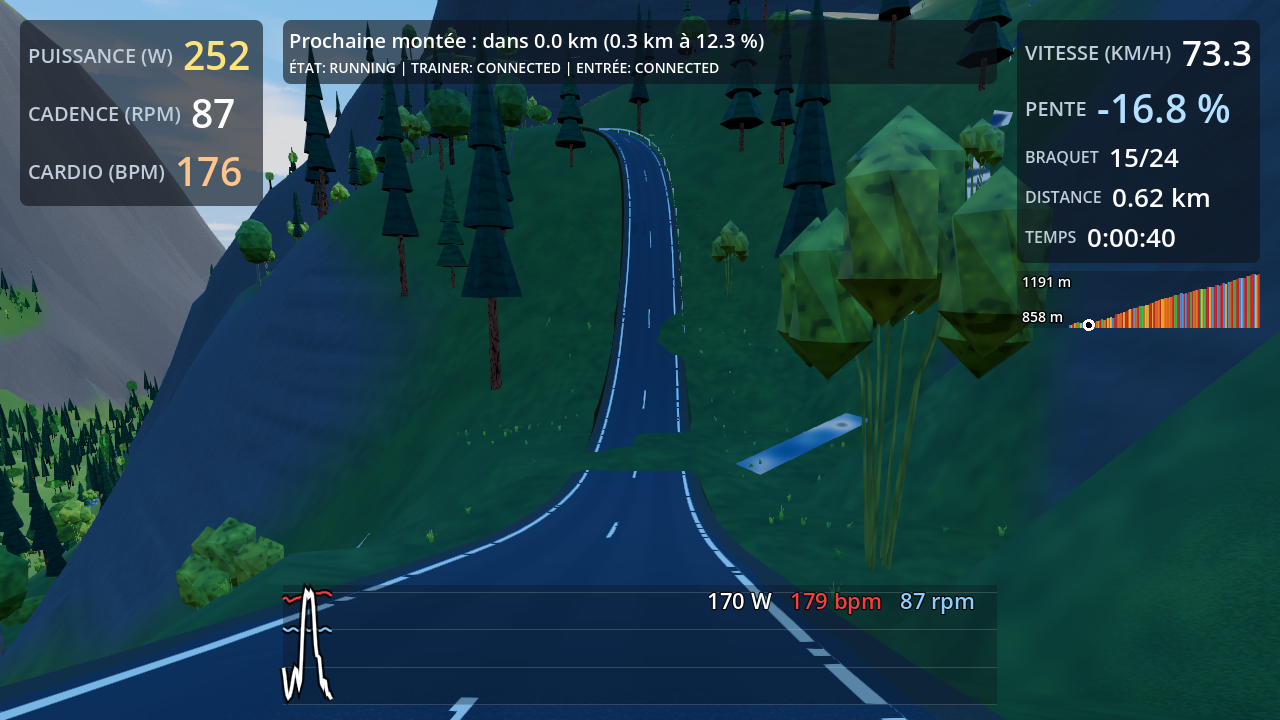 PUISSANCE (W) 252
CADENCE (RPM) 87
CARDIO (BPM) 176
Prochaine montée : dans 0.0 km (0.3 km à 12.3 %)
ÉTAT: RUNNING | TRAINER: CONNECTED | ENTRÉE: CONNECTED
VITESSE (KM/H) 73.3
PENTE -16.8 %
BRAQUET 15/24
DISTANCE 0.62 km
TEMPS 0:00:40
1191 m
858 m
170 W 179 bpm 87 rpm